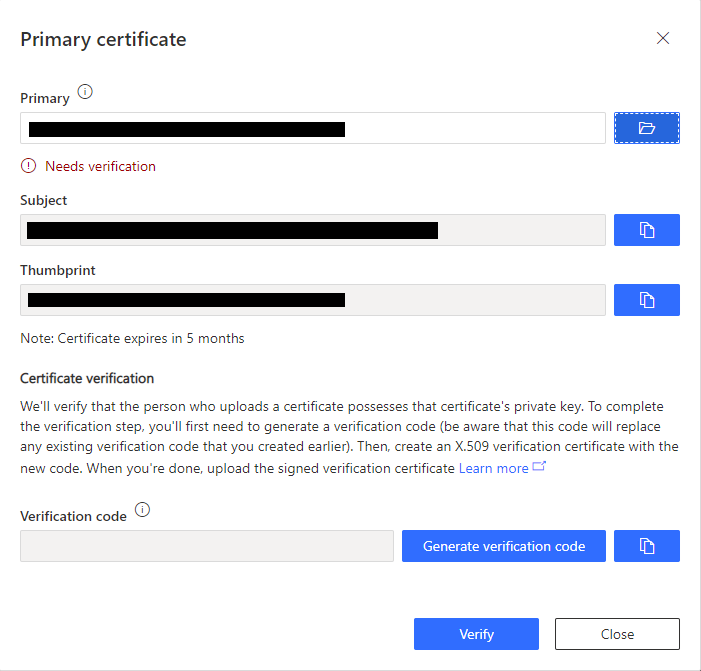 Primary certificate
Primary
Needs verification
Subject
Thumbprint
Note: Certificate expires in 5 months
Certificate verification
We'll verify that the person who uploads a certificate possesses that certificate's private key. To complete
the verification step, you'll first need to generate a verification code (be aware that this code will replace
any existing verification code that you created earlier). Then, create an X.509 verification certificate with the
new code. When you're done, upload the signed verification certificate Learn more
Verification code
Generate verification code
Verify
Close